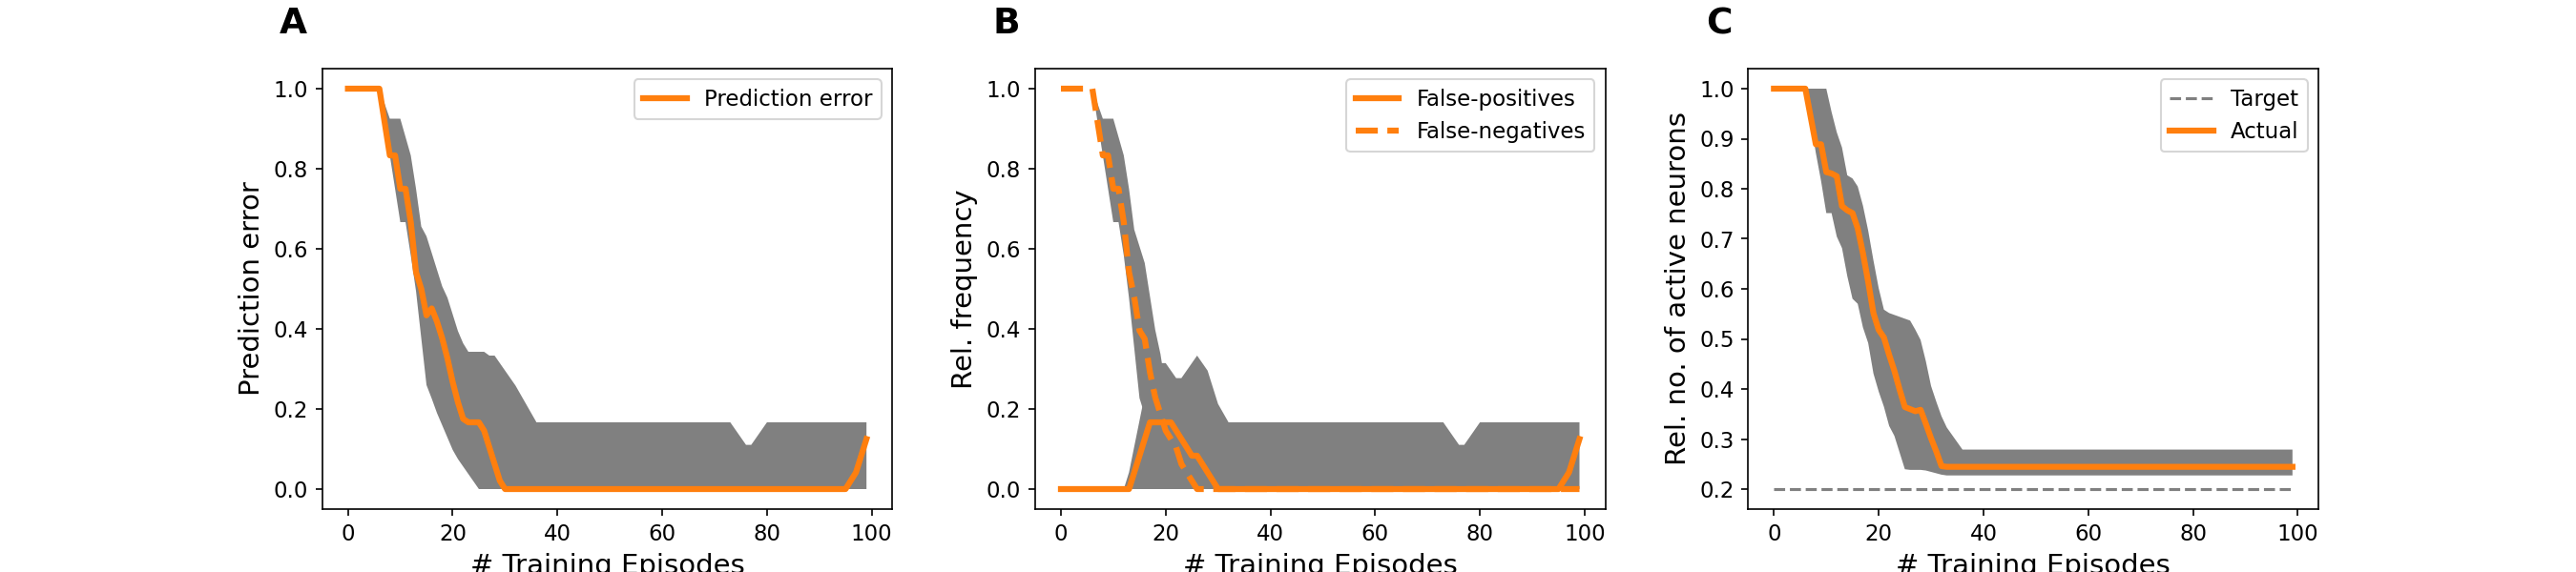 A
B
C
Prediction error
1.0
0.8
0.6
0.4
0.2
0.0
Prediction error
0
20
40
60
80
100
# Training Episodes
Rel. frequency
1.0
0.8
0.6
0.4
0.2
0.0
False-positives
False-negatives
0
20
40
60
80
100
# Training Episodes
Rel. no. of active neurons
1.0
0.9
0.8
0.7
0.6
0.5
0.4
0.3
0.2
Target
Actual
0
20
40
60
80
100
# Training Episodes